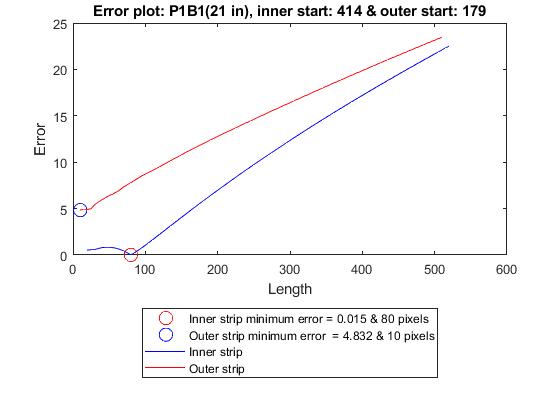 Error plot: P1B1(21 in), inner start: 414 & outer start: 179
25
20
15
10
5
0
Error
0 100 200 300 400 500 600
Length
Inner strip minimum error = 0.015 & 80 pixels
Outer strip minimum error = 4.832 & 10 pixels
Inner strip
Outer strip